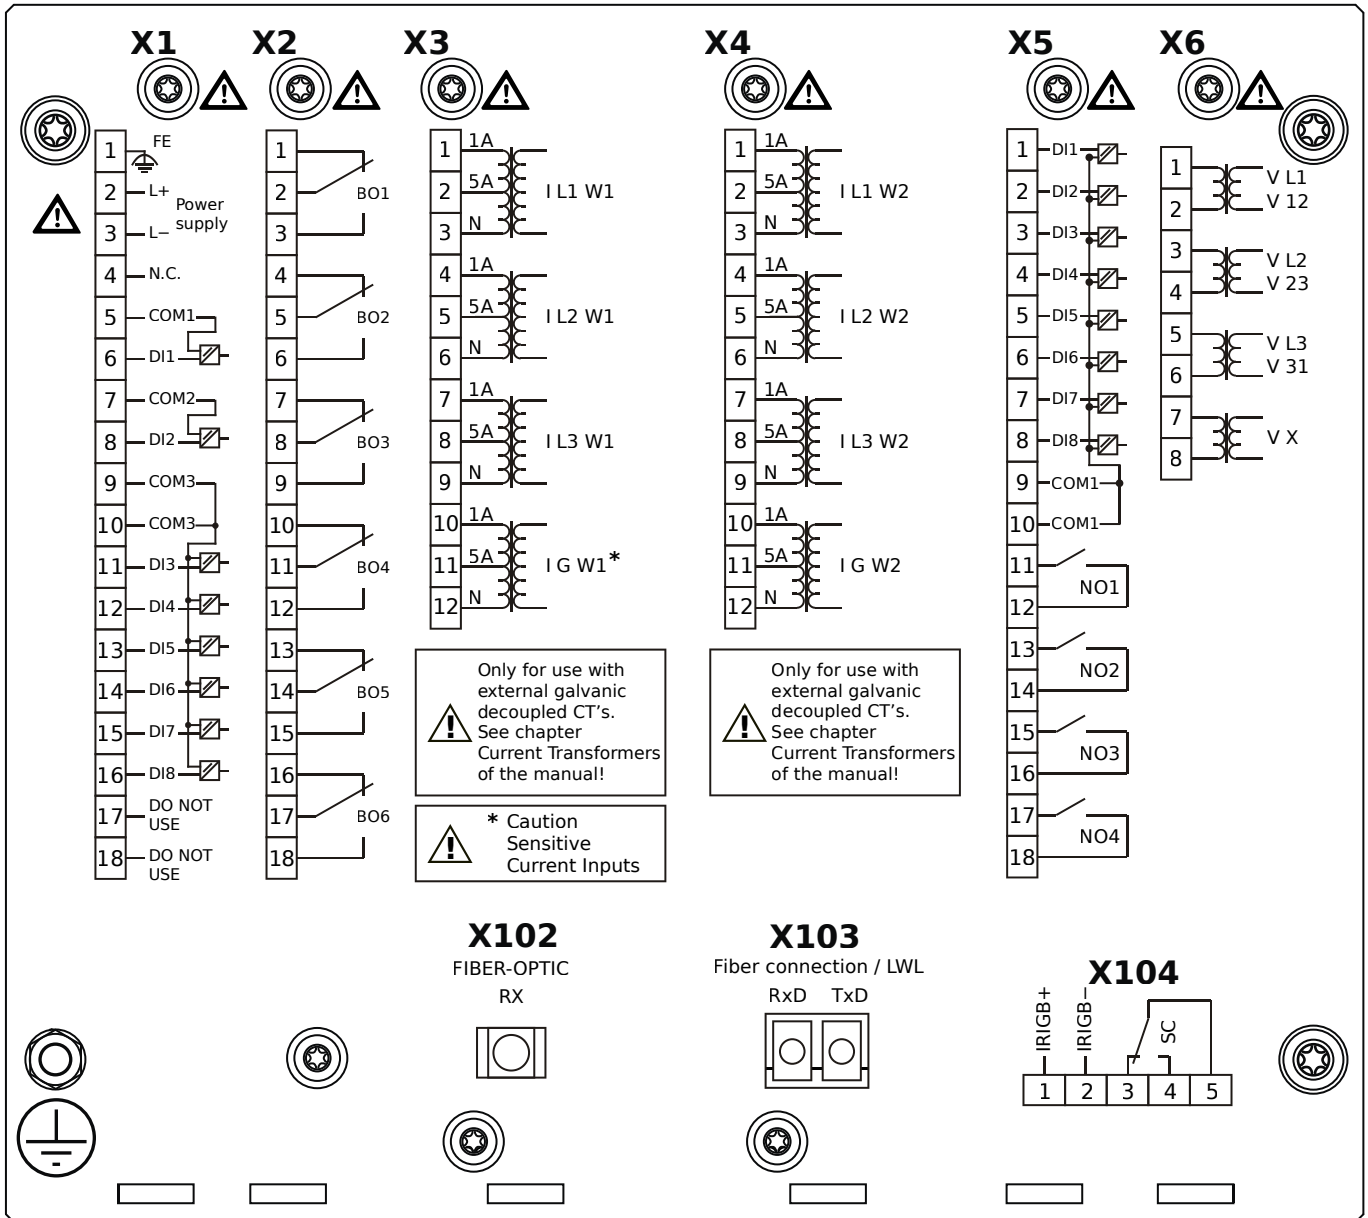 X1
X2
X3
X4
X5
X6
1 FE
2 L+
Power
supply
3 L−
4 N.C.
5 COM1
6 DI1
7 COM2
8 DI2
9 COM3
10 COM3
11 DI3
12 DI4
13 DI5
14 DI6
15 DI7
16 DI8
17 DO NOT
USE
18 DO NOT
USE
1
2 BO1
3
4
5 BO2
6
7
8 BO3
9
10
11 BO4
12
13
14 BO5
15
16
17 BO6
18
1 1A
2 5A I L1 W1
3 N
4 1A
5 5A I L2 W1
6 N
7 1A
8 5A I L3 W1
9 N
10 1A
11 5A I G W1*
12 N
Only for use with
external galvanic
decoupled CT's.
See chapter
Current Transformers
of the manual!
* Caution
Sensitive
Current Inputs
1 1A
2 5A I L1 W2
3 N
4 1A
5 5A I L2 W2
6 N
7 1A
8 5A I L3 W2
9 N
10 1A
11 5A I G W2
12 N
Only for use with
external galvanic
decoupled CT's.
See chapter
Current Transformers
of the manual!
1 DI1
2 DI2
3 DI3
4 DI4
5 DI5
6 DI6
7 DI7
8 DI8
9 COM1
10 COM1
11
NO1
12
13
NO2
14
15
NO3
16
17
NO4
18
1
V L1
V 12
2
3
V L2
V 23
4
5
V L3
V 31
6
7
V X
8
X102
FIBER-OPTIC
RX
X103
Fiber connection / LWL
RxD TxD
X104
IRIGB+
IRIGB−
SC
1 2 3 4 5